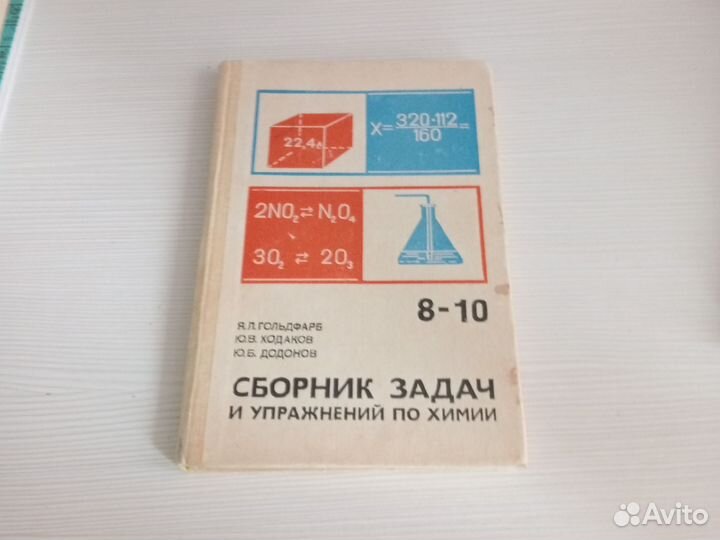 22,4л
X= 320·112 / 160 =
2NO₂ ⇄ N₂O₄
3O₂ ⇄ 2O₃
8-10
Я.Л.ГОЛЬДФАРБ
Ю.В.ХОДАКОВ
Ю.Б.ДОДОНОВ
СБОРНИК ЗАДАЧ
И УПРАЖНЕНИЙ ПО ХИМИИ
Avito